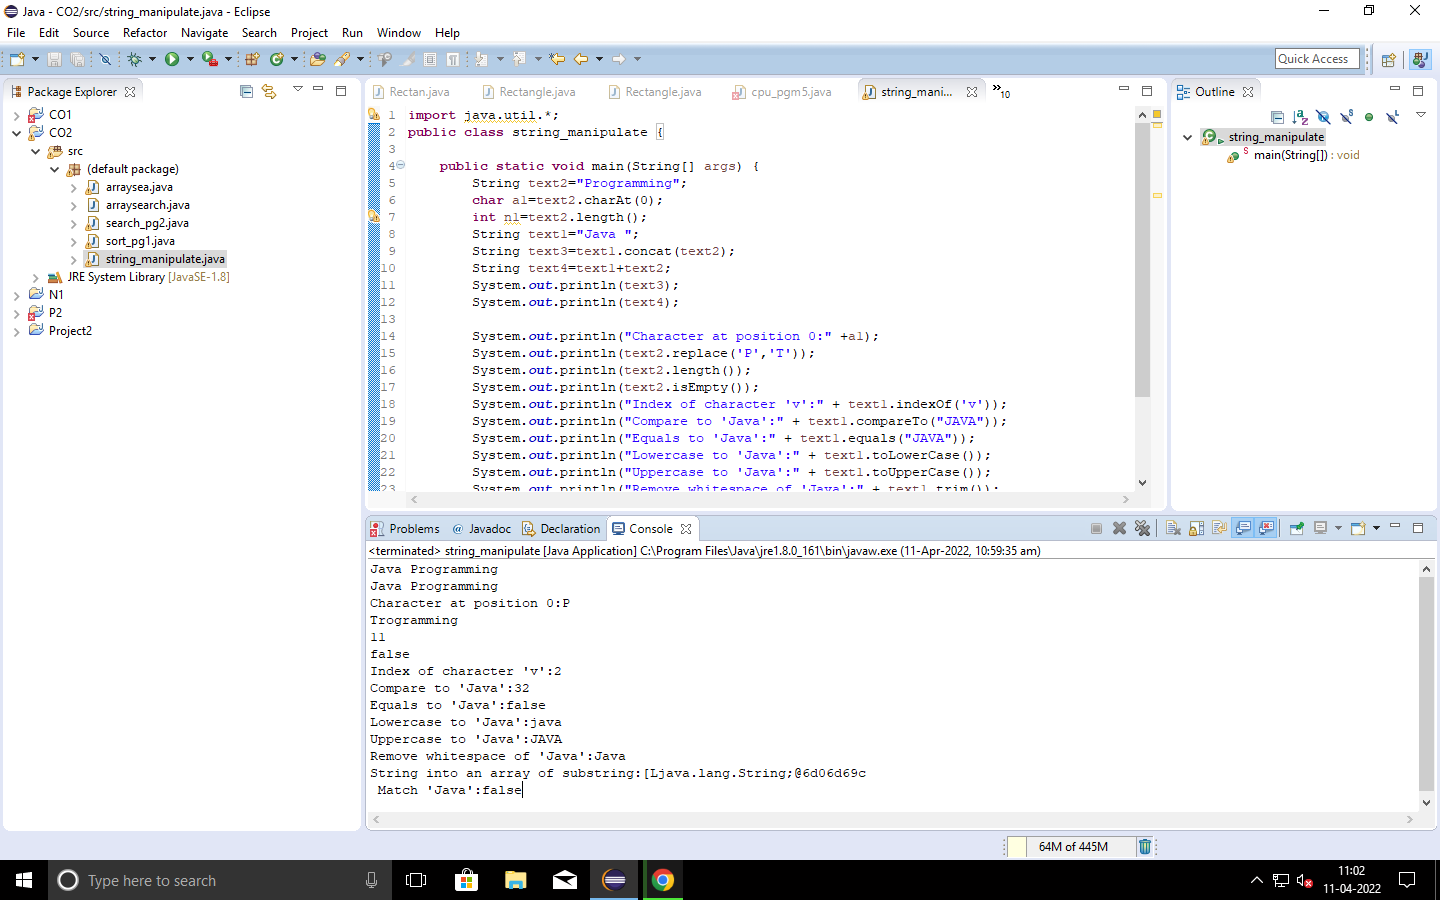 Java - CO2/src/string_manipulate.java - Eclipse
File Edit Source Refactor Navigate Search Project Run Window Help
Quick Access
Package Explorer
CO1
CO2
src
(default package)
arraysea.java
arraysearch.java
search_pg2.java
sort_pg1.java
string_manipulate.java
JRE System Library [JavaSE-1.8]
N1
P2
Project2
Rectan.java Rectangle.java Rectangle.java cpu_pgm5.java string_mani... »10
1 import java.util.*;
2 public class string_manipulate {
3
4 public static void main(String[] args) {
5 String text2="Programming";
6 char a1=text2.charAt(0);
7 int n1=text2.length();
8 String text1="Java ";
9 String text3=text1.concat(text2);
10 String text4=text1+text2;
11 System.out.println(text3);
12 System.out.println(text4);
13
14 System.out.println("Character at position 0:" +a1);
15 System.out.println(text2.replace('P','T'));
16 System.out.println(text2.length());
17 System.out.println(text2.isEmpty());
18 System.out.println("Index of character 'v':" + text1.indexOf('v'));
19 System.out.println("Compare to 'Java':" + text1.compareTo("JAVA"));
20 System.out.println("Equals to 'Java':" + text1.equals("JAVA"));
21 System.out.println("Lowercase to 'Java':" + text1.toLowerCase());
22 System.out.println("Uppercase to 'Java':" + text1.toUpperCase());
23 System.out.println("Remove whitespace of 'Java':" + text1.trim());
Outline
string_manipulate
main(String[]) : void
Problems @ Javadoc Declaration Console
<terminated> string_manipulate [Java Application] C:\Program Files\Java\jre1.8.0_161\bin\javaw.exe (11-Apr-2022, 10:59:35 am)
Java Programming
Java Programming
Character at position 0:P
Trogramming
11
false
Index of character 'v':2
Compare to 'Java':32
Equals to 'Java':false
Lowercase to 'Java':java
Uppercase to 'Java':JAVA
Remove whitespace of 'Java':Java
String into an array of substring:[Ljava.lang.String;@6d06d69c
Match 'Java':false
64M of 445M
Type here to search
11:02
11-04-2022